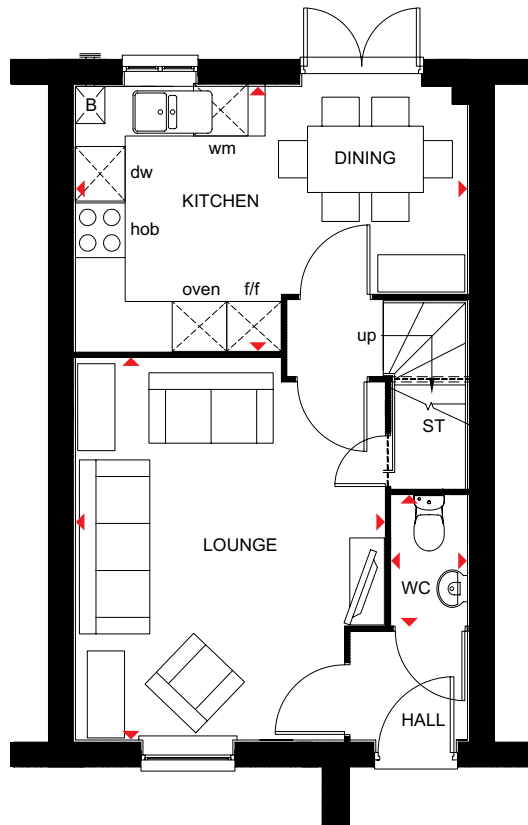 B
wm
DINING
dw
KITCHEN
hob
oven
f/f
up
ST
LOUNGE
WC
HALL